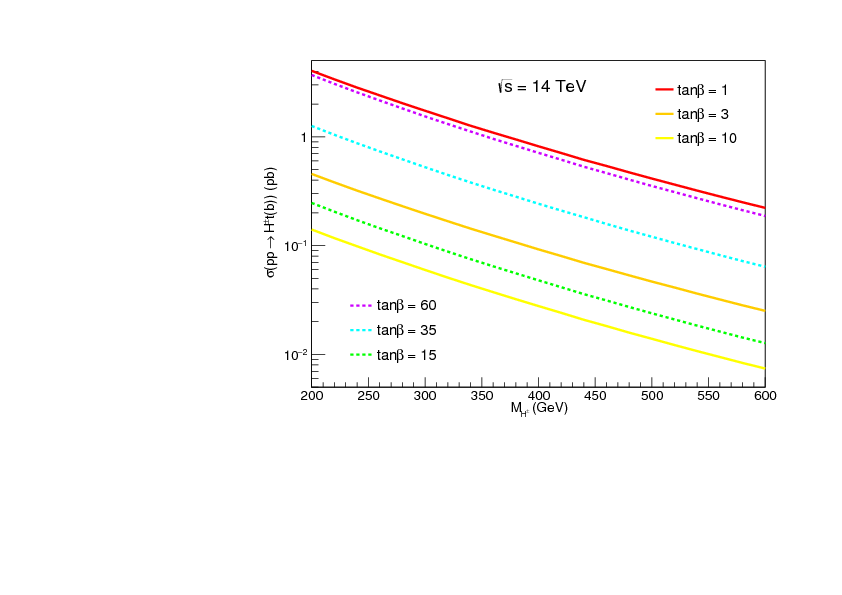 √s = 14 TeV
tanβ = 1
tanβ = 3
tanβ = 10
tanβ = 60
tanβ = 35
tanβ = 15
σ(pp → H±t(b)) (pb)
1
10⁻¹
10⁻²
200 250 300 350 400 450 500 550 600
M_H± (GeV)